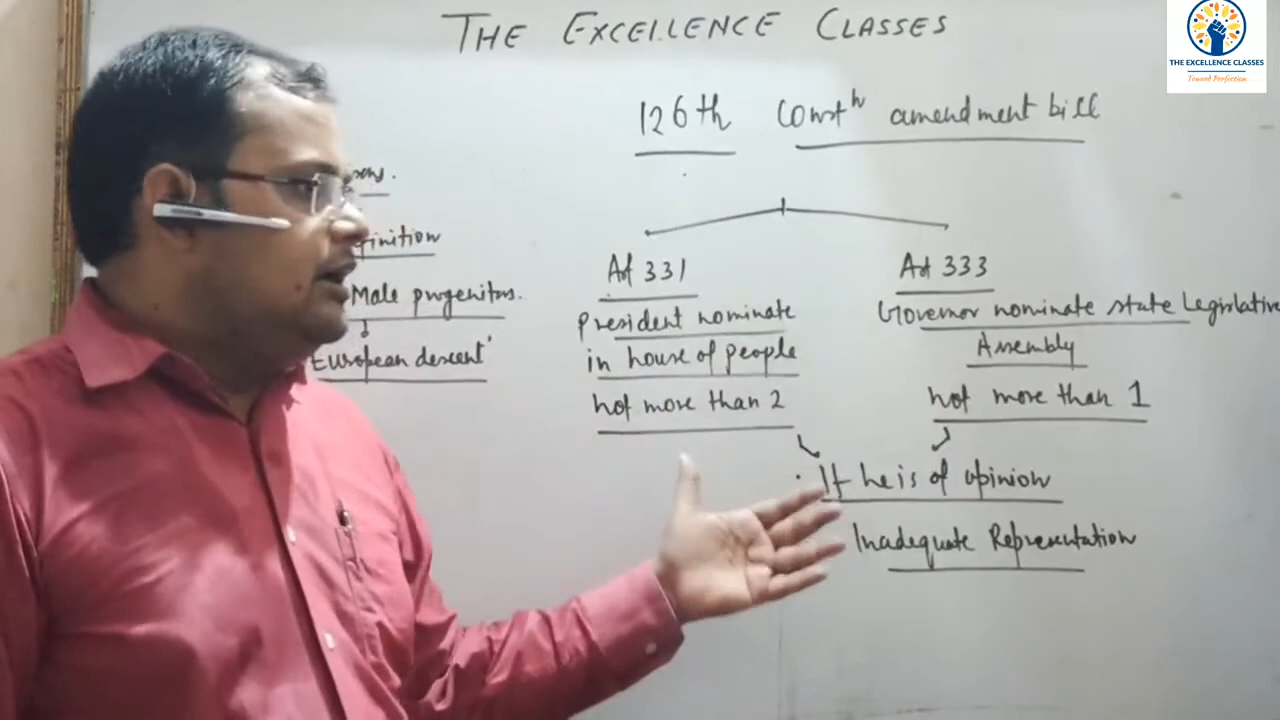 THE EXCELLENCE CLASSES
THE EXCELLENCE CLASSES
Toward Perfection
126th Constn amendment bill
finition
Male progenitors.
European descent'
Art 331
President nominate
in house of people
not more than 2
Art 333
Governor nominate state Legislative
Assembly
not more than 1
If he is of opinion
Inadequate Representation